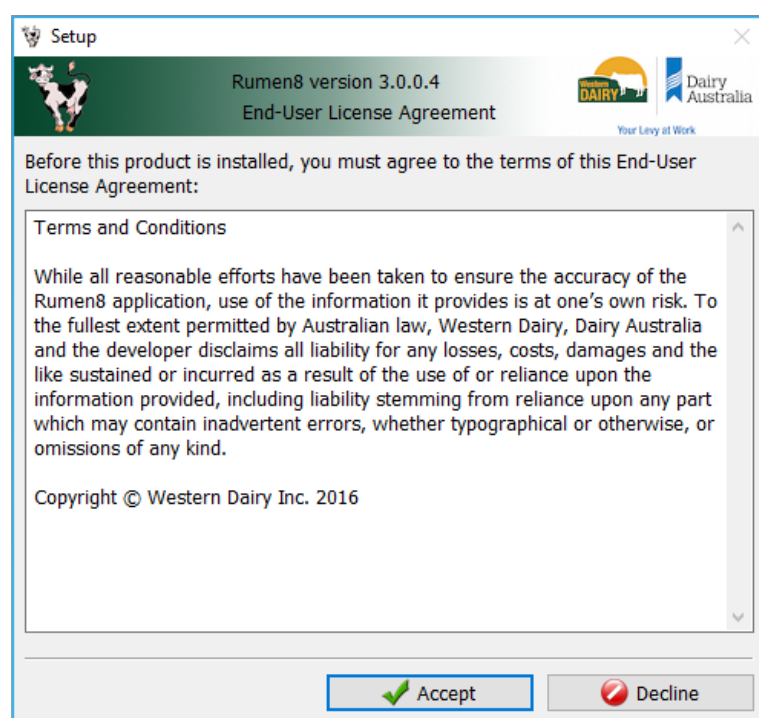 Setup
Rumen8 version 3.0.0.4
End-User License Agreement
Western
DAIRY
Dairy
Australia
Your Levy at Work
Before this product is installed, you must agree to the terms of this End-User
License Agreement:
Terms and Conditions
While all reasonable efforts have been taken to ensure the accuracy of the
Rumen8 application, use of the information it provides is at one’s own risk. To
the fullest extent permitted by Australian law, Western Dairy, Dairy Australia
and the developer disclaims all liability for any losses, costs, damages and the
like sustained or incurred as a result of the use of or reliance upon the
information provided, including liability stemming from reliance upon any part
which may contain inadvertent errors, whether typographical or otherwise, or
omissions of any kind.
Copyright © Western Dairy Inc. 2016
Accept
Decline